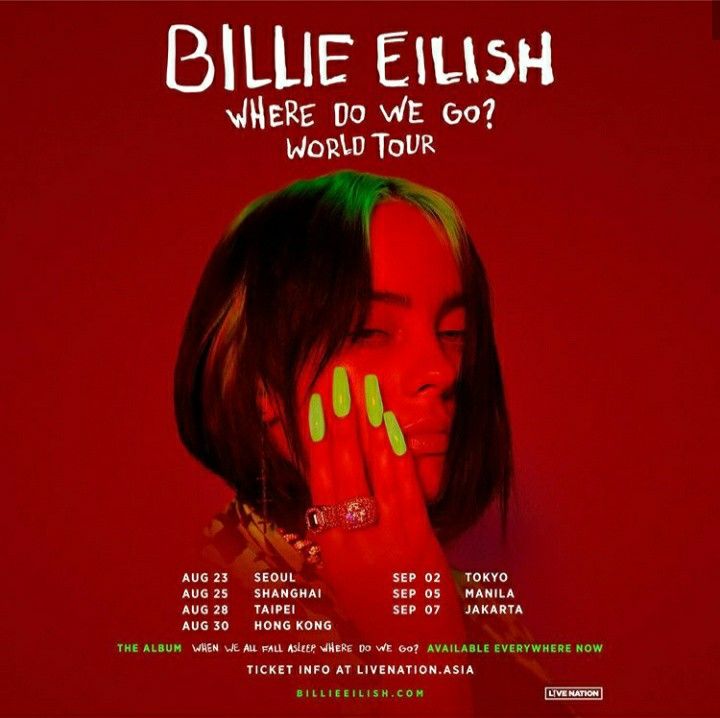 BILLIE EILISH
WHERE DO WE GO?
WORLD TOUR
AUG 23 SEOUL
AUG 25 SHANGHAI
AUG 28 TAIPEI
AUG 30 HONG KONG
SEP 02 TOKYO
SEP 05 MANILA
SEP 07 JAKARTA
THE ALBUM WHEN WE ALL FALL ASLEEP, WHERE DO WE GO? AVAILABLE EVERYWHERE NOW
TICKET INFO AT LIVENATION.ASIA
BILLIEEILISH.COM
LIVE NATION